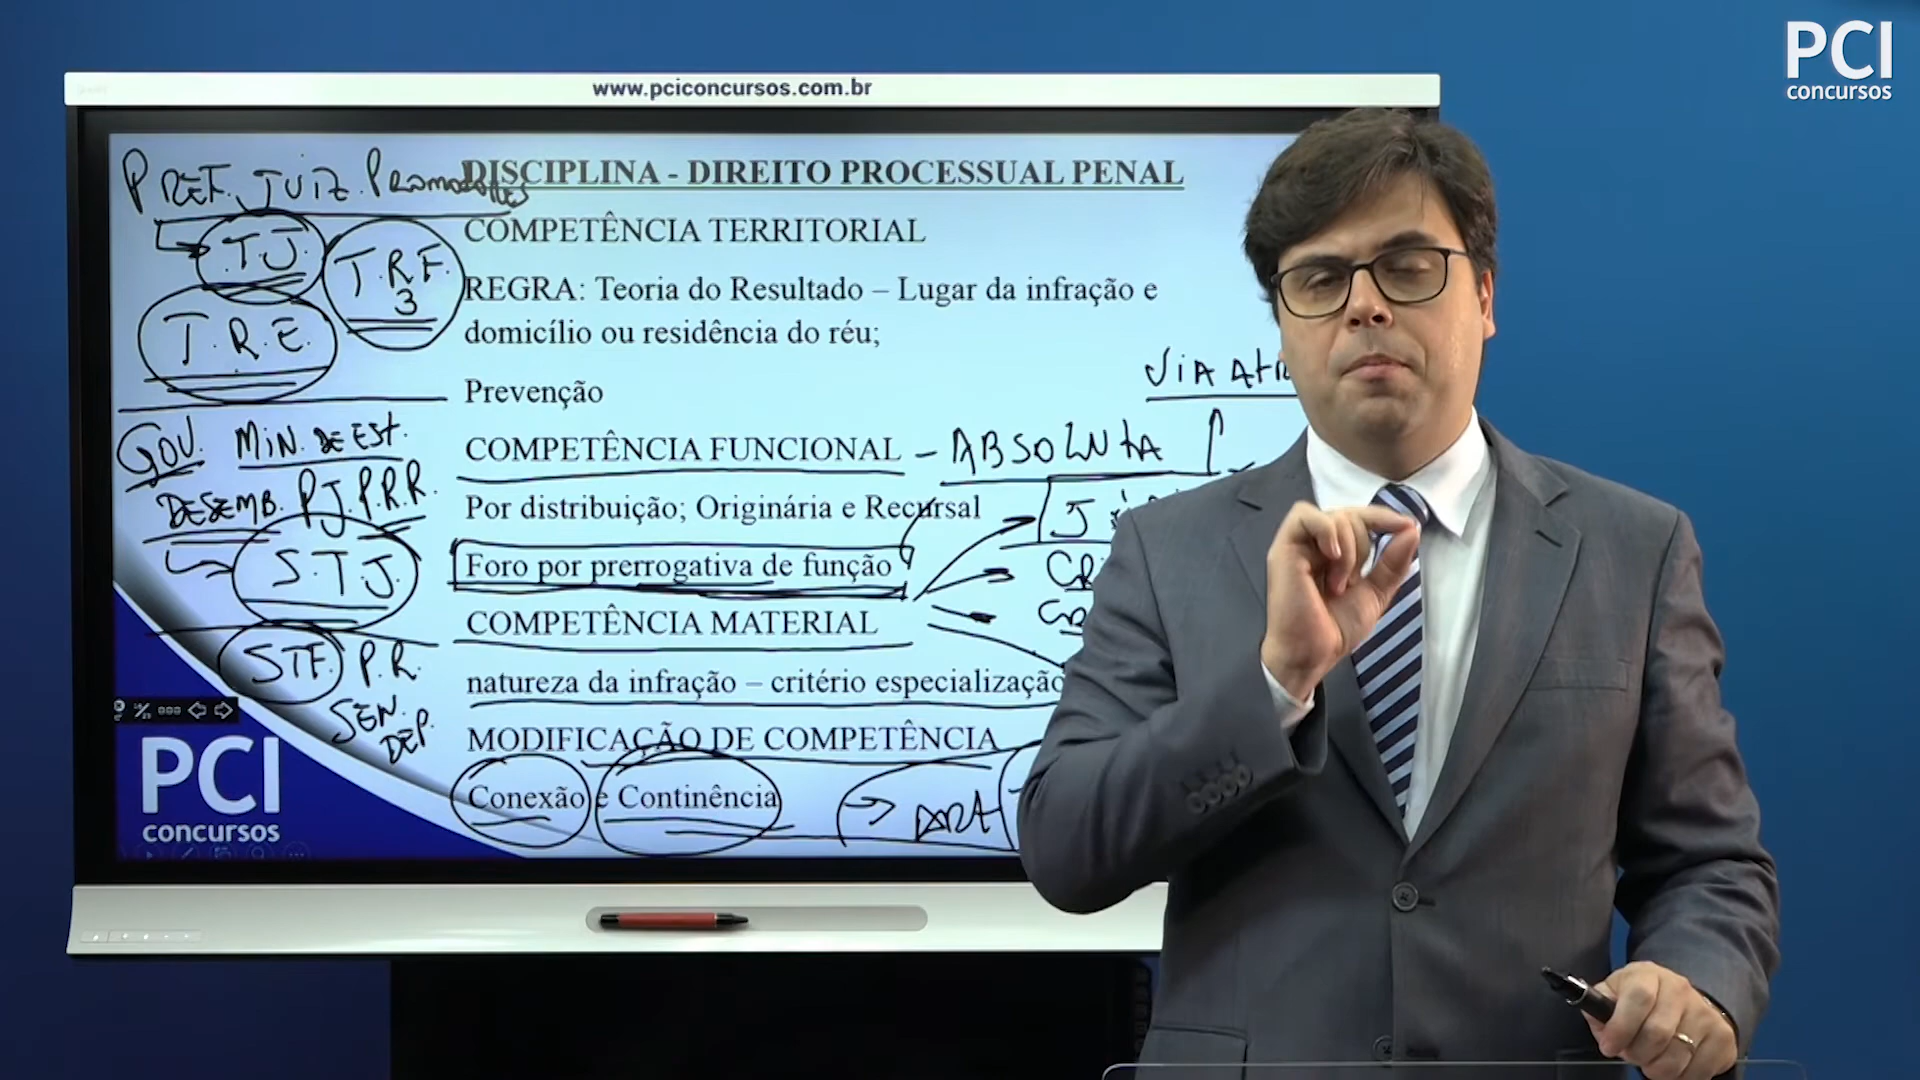 PCI
concursos
www.pciconcursos.com.br
PREF. JUIZ. PROMOTORES
T.J.
T.R.F.
3
T.R.E.
GOV. MIN. DE EST.
DESEMB. P.J. P.R.R.
S.T.J.
STF. P.R.
SEN.
DEP.
DISCIPLINA - DIREITO PROCESSUAL PENAL
COMPETÊNCIA TERRITORIAL
REGRA: Teoria do Resultado – Lugar da infração e
domicílio ou residência do réu;
Prevenção
VIA
COMPETÊNCIA FUNCIONAL – ABSOLUTA
Por distribuição; Originária e Recursal
Foro por prerrogativa de função
COMPETÊNCIA MATERIAL
natureza da infração – critério especialização
MODIFICAÇÃO DE COMPETÊNCIA
Conexão e Continência
PCI
concursos